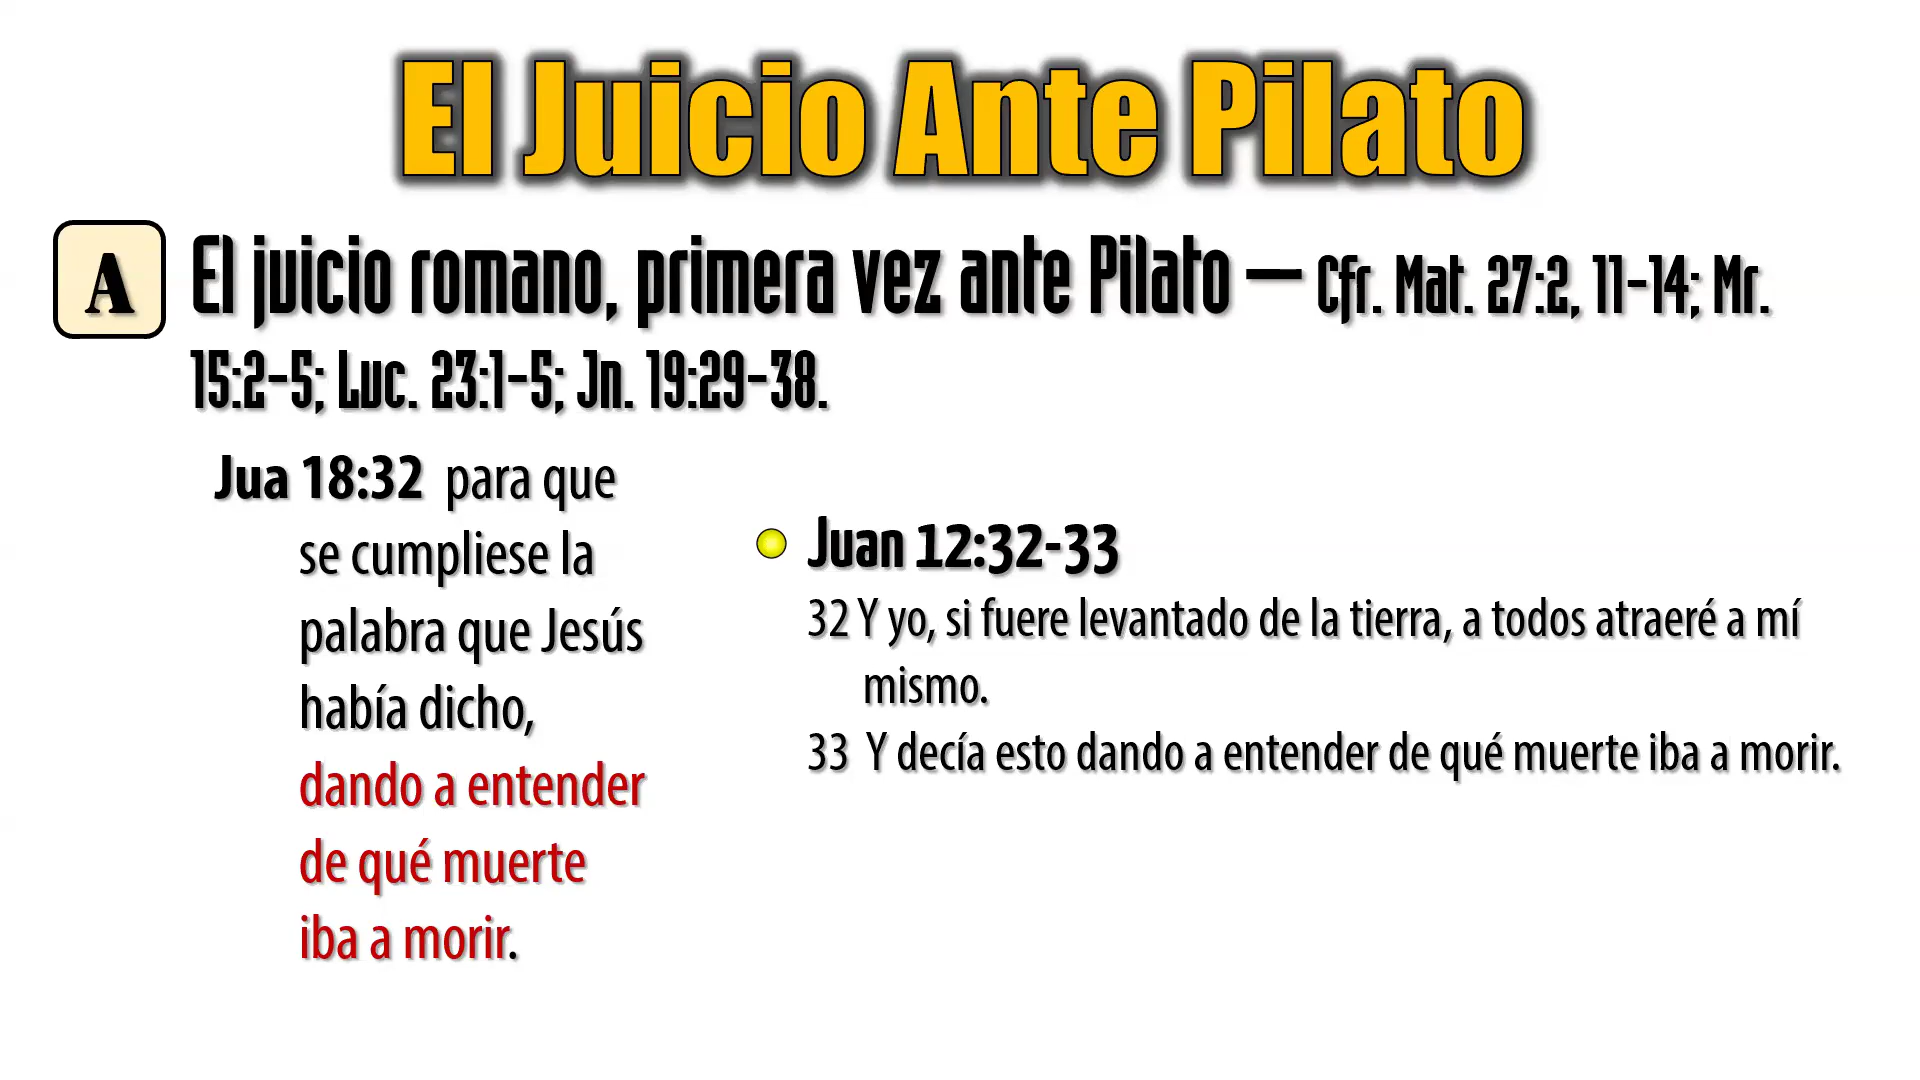 El Juicio Ante Pilato
A El juicio romano, primera vez ante Pilato — Cfr. Mat. 27:2, 11-14; Mr.
15:2-5; Luc. 23:1-5; Jn. 19:29-38.
Jua 18:32 para que
se cumpliese la
palabra que Jesús
había dicho,
dando a entender
de qué muerte
iba a morir.
Juan 12:32-33
32 Y yo, si fuere levantado de la tierra, a todos atraeré a mí
mismo.
33 Y decía esto dando a entender de qué muerte iba a morir.